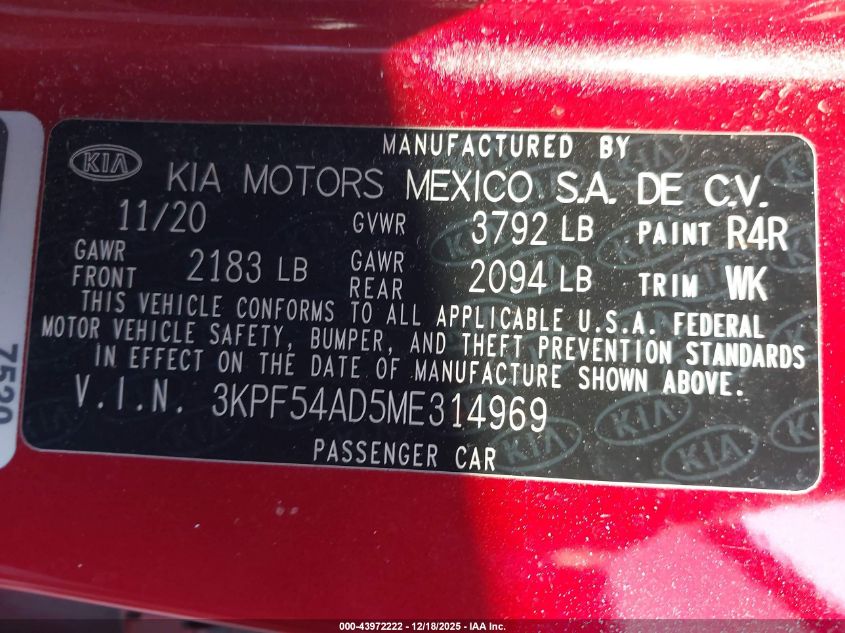 MANUFACTURED BY
KIA KIA MOTORS MEXICO S.A. DE C.V.
11/20 GVWR 3792 LB PAINT R4R
GAWR FRONT 2183 LB GAWR REAR 2094 LB TRIM WK
THIS VEHICLE CONFORMS TO ALL APPLICABLE U.S.A. FEDERAL
MOTOR VEHICLE SAFETY, BUMPER, AND THEFT PREVENTION STANDARDS
IN EFFECT ON THE DATE OF MANUFACTURE SHOWN ABOVE.
V.I.N. 3KPF54AD5ME314969
PASSENGER CAR
7520
000-43972222 - 12/18/2025 - IAA Inc.